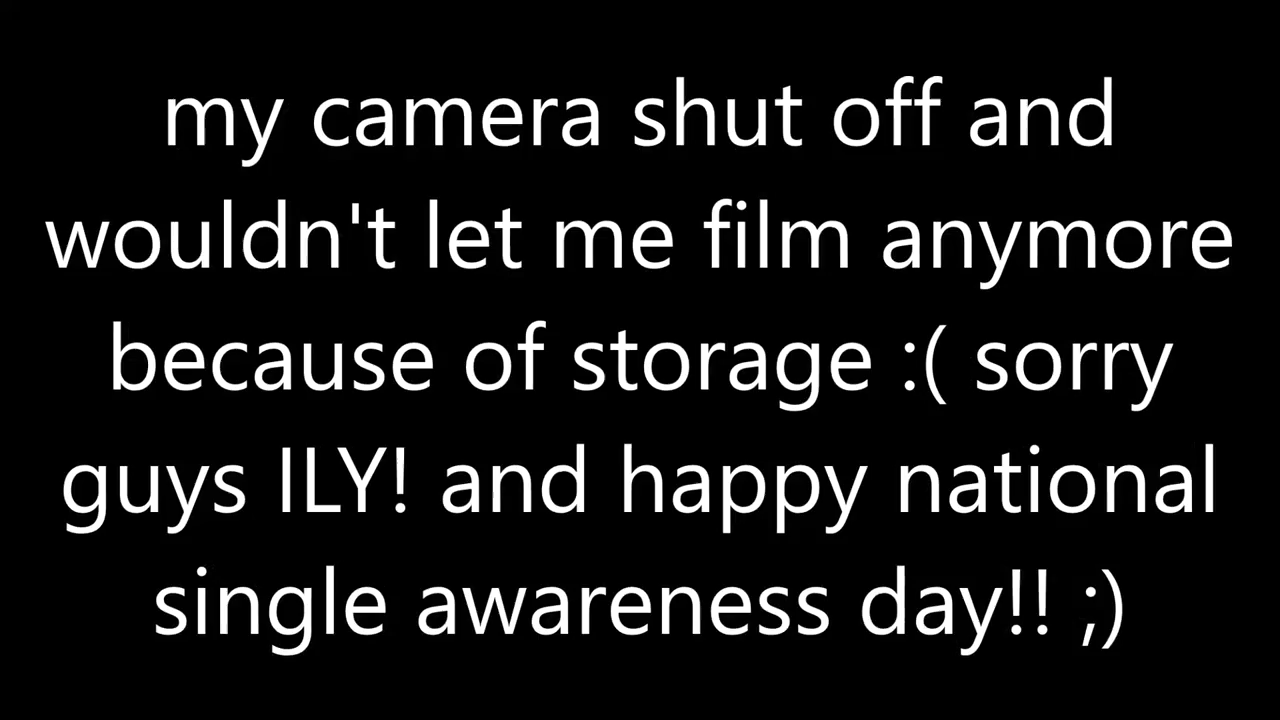 my camera shut off and
wouldn't let me film anymore
because of storage :( sorry
guys ILY! and happy national
single awareness day!! ;)